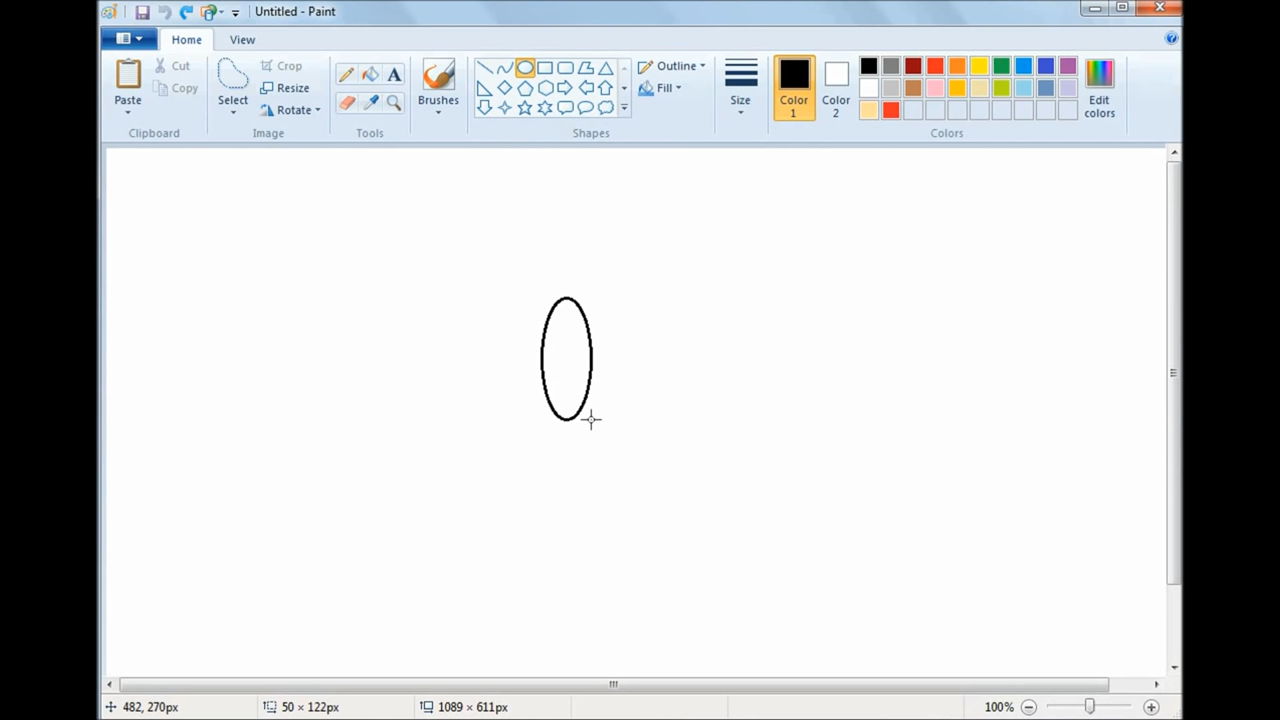 Untitled - Paint
Home View
Paste
Cut
Copy
Clipboard
Select
Crop
Resize
Rotate
Image
A
Tools
Brushes
Outline
Fill
Shapes
Size
Color 1
Color 2
Edit colors
Colors
482, 270px
50 × 122px
1089 × 611px
100%